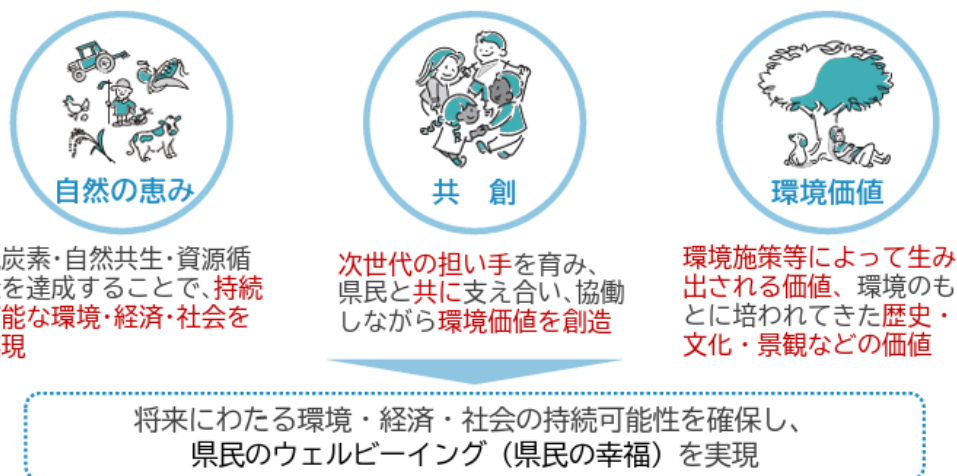 自然の恵み
炭素・自然共生・資源循
を達成することで、持続
能な環境・経済・社会を
現
共 創
次世代の担い手を育み、
県民と共に支え合い、協働
しながら環境価値を創造
環境価値
環境施策等によって生み
出される価値、環境のも
とに培われてきた歴史・
文化・景観などの価値
将来にわたる環境・経済・社会の持続可能性を確保し、
県民のウェルビーイング（県民の幸福）を実現